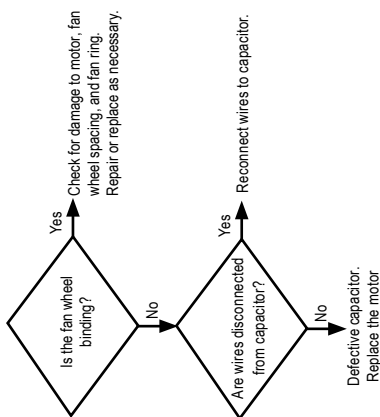 Is the fan wheel
binding?
Yes
Check for damage to motor, fan
wheel spacing, and fan ring.
Repair or replace as necessary.
No
Are wires disconnected
from capacitor?
Yes
Reconnect wires to capacitor.
No
Defective capacitor.
Replace the motor